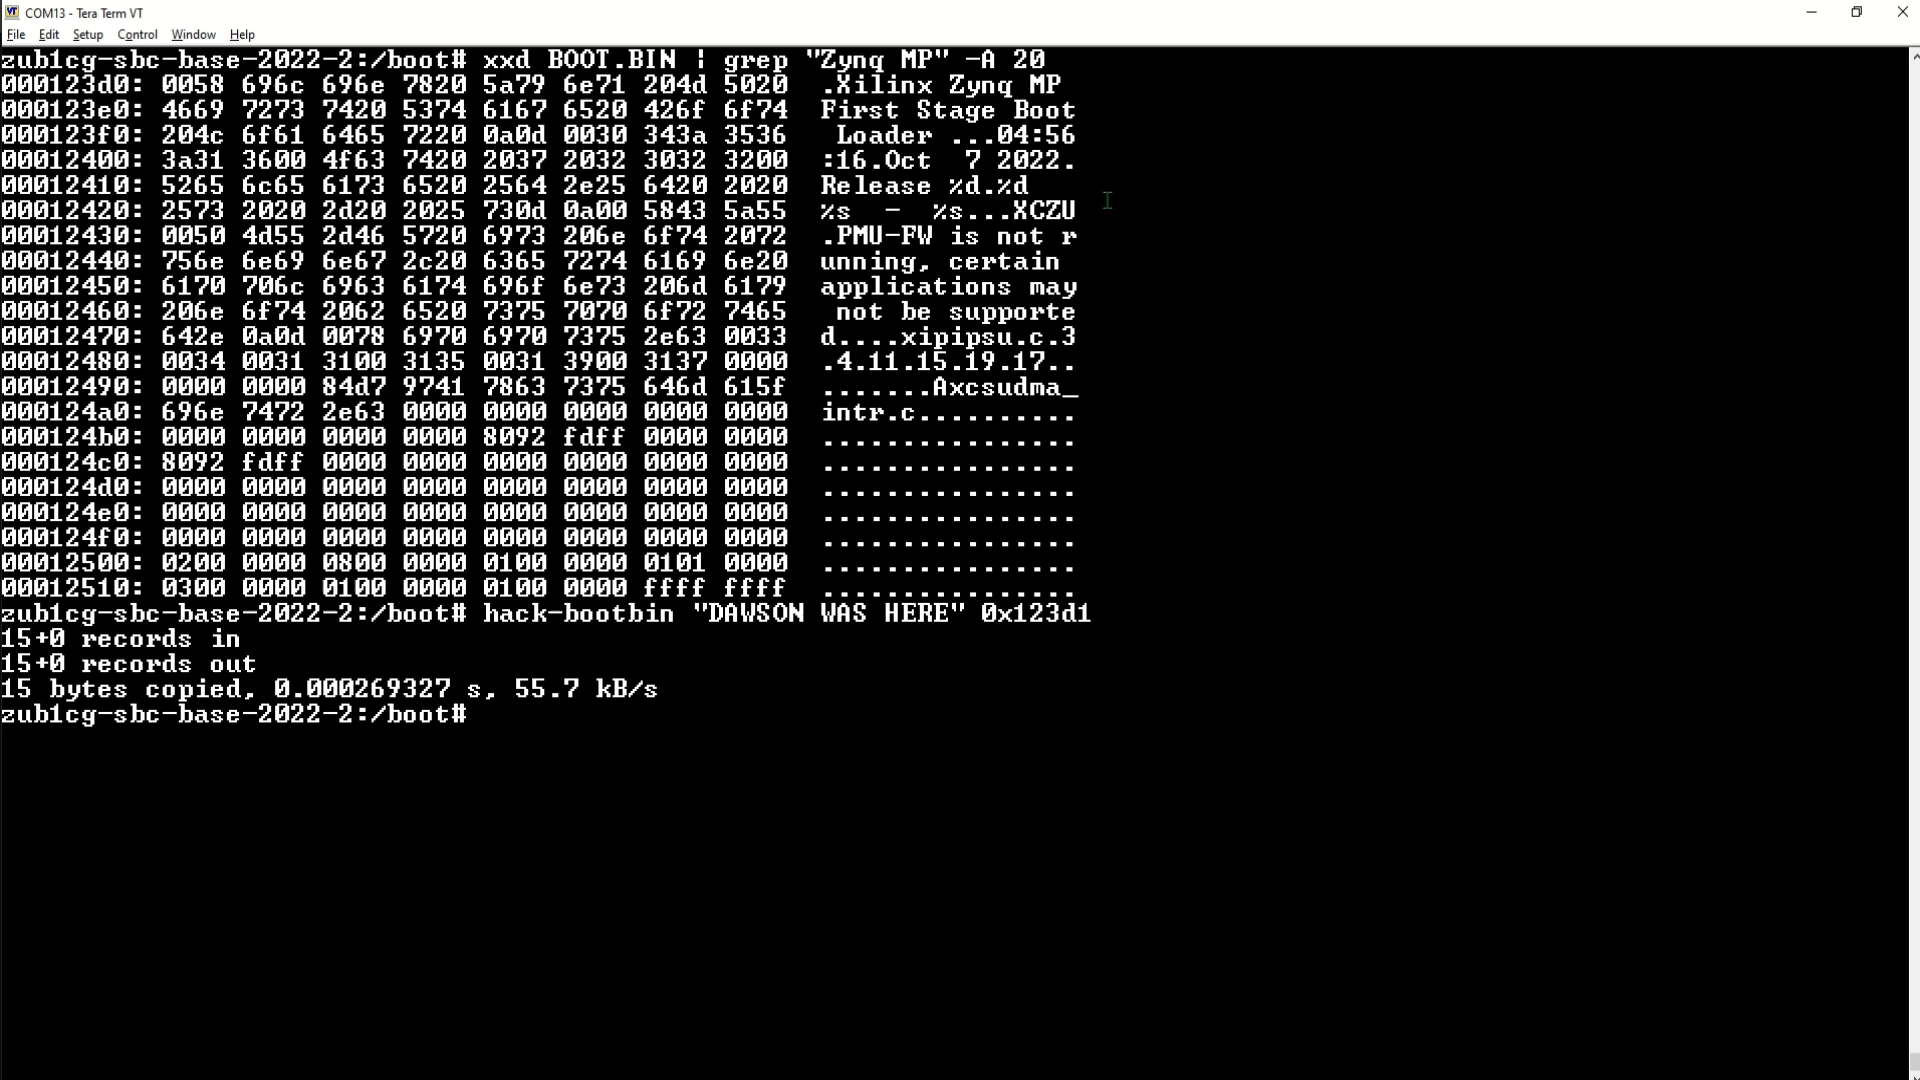 COM13 - Tera Term VT
File Edit Setup Control Window Help
zub1cg-sbc-base-2022-2:/boot# xxd BOOT.BIN | grep "Zynq MP" -A 20
000123d0: 0058 696c 696e 7820 5a79 6e71 204d 5020  .Xilinx Zynq MP
000123e0: 4669 7273 7420 5374 6167 6520 426f 6f74  First Stage Boot
000123f0: 204c 6f61 6465 7220 0a0d 0030 343a 3536   Loader ...04:56
00012400: 3a31 3600 4f63 7420 2037 2032 3032 3200  :16.Oct  7 2022.
00012410: 5265 6c65 6173 6520 2564 2e25 6420 2020  Release %d.%d
00012420: 2573 2020 2d20 2025 730d 0a00 5843 5a55  %s  -  %s...XCZU
00012430: 0050 4d55 2d46 5720 6973 206e 6f74 2072  .PMU-FW is not r
00012440: 756e 6e69 6e67 2c20 6365 7274 6169 6e20  unning, certain
00012450: 6170 706c 6963 6174 696f 6e73 206d 6179  applications may
00012460: 206e 6f74 2062 6520 7375 7070 6f72 7465   not be supporte
00012470: 642e 0a0d 0078 6970 6970 7375 2e63 0033  d....xipipsu.c.3
00012480: 0034 0031 3100 3135 0031 3900 3137 0000  .4.11.15.19.17..
00012490: 0000 0000 84d7 9741 7863 7375 646d 615f  .......Axcsudma_
000124a0: 696e 7472 2e63 0000 0000 0000 0000 0000  intr.c..........
000124b0: 0000 0000 0000 0000 8092 fdff 0000 0000  ................
000124c0: 8092 fdff 0000 0000 0000 0000 0000 0000  ................
000124d0: 0000 0000 0000 0000 0000 0000 0000 0000  ................
000124e0: 0000 0000 0000 0000 0000 0000 0000 0000  ................
000124f0: 0000 0000 0000 0000 0000 0000 0000 0000  ................
00012500: 0200 0000 0800 0000 0100 0000 0101 0000  ................
00012510: 0300 0000 0100 0000 0100 0000 ffff ffff  ................
zub1cg-sbc-base-2022-2:/boot# hack-bootbin "DAWSON WAS HERE" 0x123d1
15+0 records in
15+0 records out
15 bytes copied, 0.000269327 s, 55.7 kB/s
zub1cg-sbc-base-2022-2:/boot#